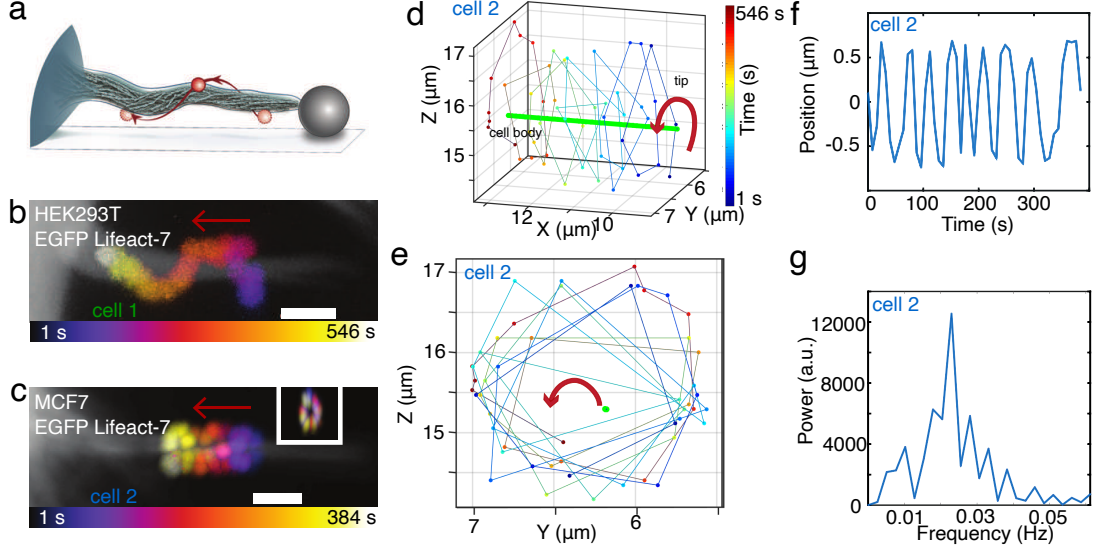 a
b
HEK293T
EGFP Lifeact-7
cell 1
1 s
546 s
c
MCF7
EGFP Lifeact-7
cell 2
1 s
384 s
d
cell 2
17
16
15
Z (µm)
tip
cell body
12
10
X (µm)
6
7
Y (µm)
546 s
Time (s)
1 s
e
cell 2
17
16
15
Z (µm)
7
6
Y (µm)
f
cell 2
0.5
0
-0.5
Position (µm)
0
100
200
300
Time (s)
g
cell 2
12000
8000
4000
0
Power (a.u.)
0.01
0.03
0.05
Frequency (Hz)